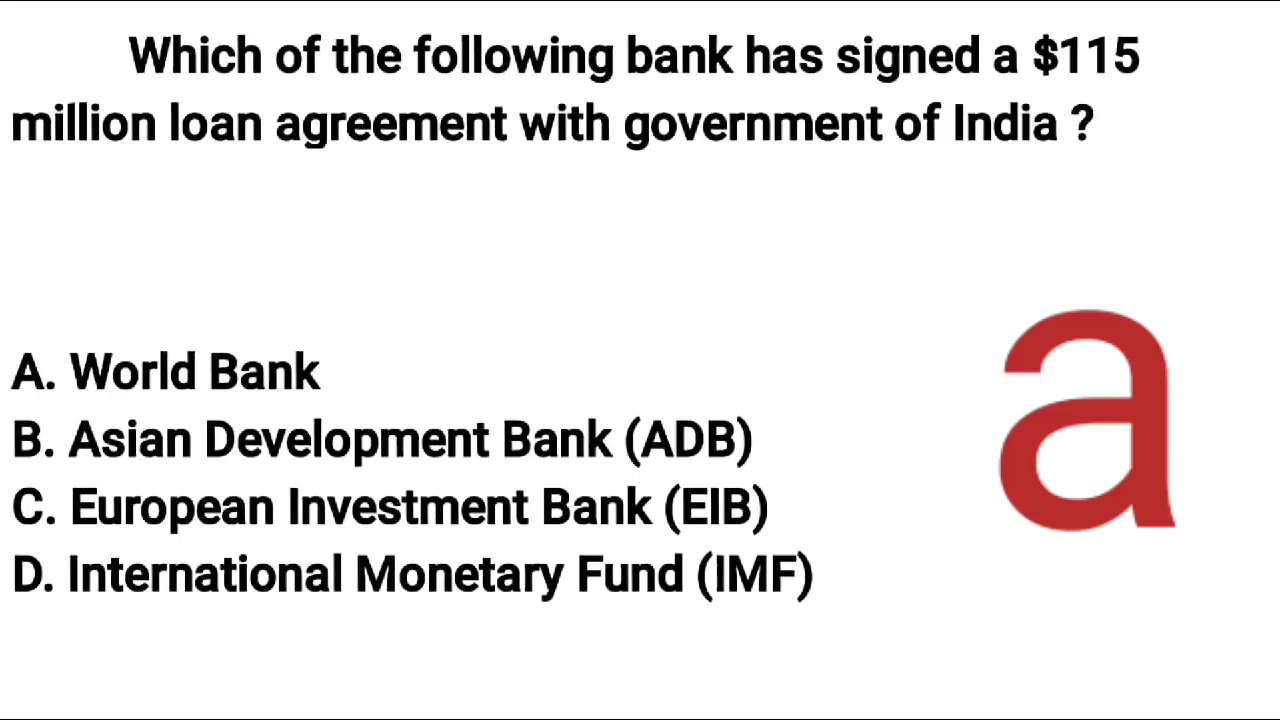 Which of the following bank has signed a $115
million loan agreement with government of India ?
A. World Bank
B. Asian Development Bank (ADB)
C. European Investment Bank (EIB)
D. International Monetary Fund (IMF)
a